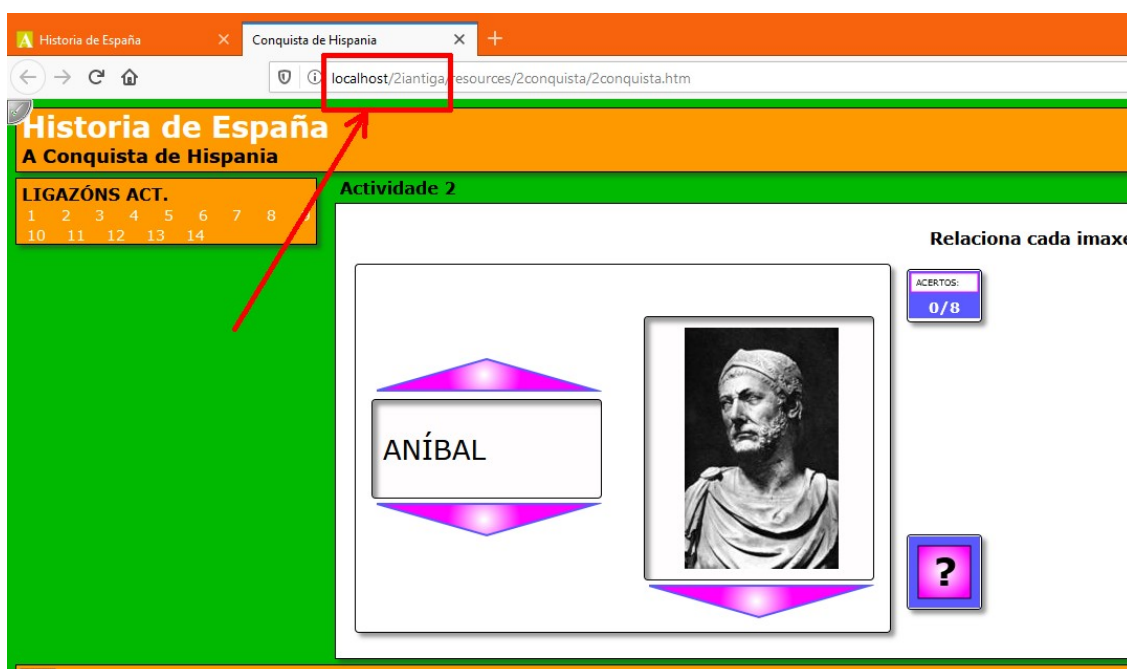 Historia de España
Conquista de Hispania
localhost/2iantiga/resources/2conquista/2conquista.htm
Historia de España
A Conquista de Hispania
LIGAZÓNS ACT.
1 2 3 4 5 6 7 8 9
10 11 12 13 14
Actividade 2
Relaciona cada imaxe
ACERTOS:
0/8
ANÍBAL
?